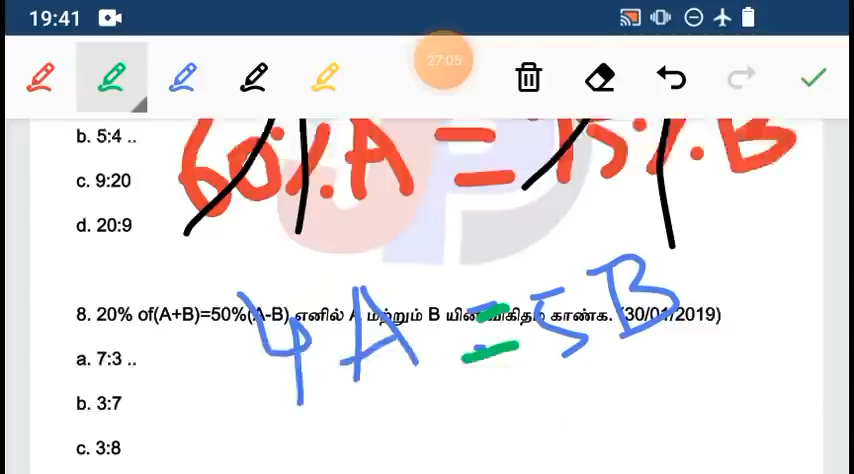 19:41
27:05
b. 5:4 ..
60%A = 75%B
c. 9:20
d. 20:9
4A = 5B
8. 20% of(A+B)=50%(A-B) எனில் A மற்றும் B யின் விகிதம் காண்க. (30/01/2019)
a. 7:3 ..
b. 3:7
c. 3:8